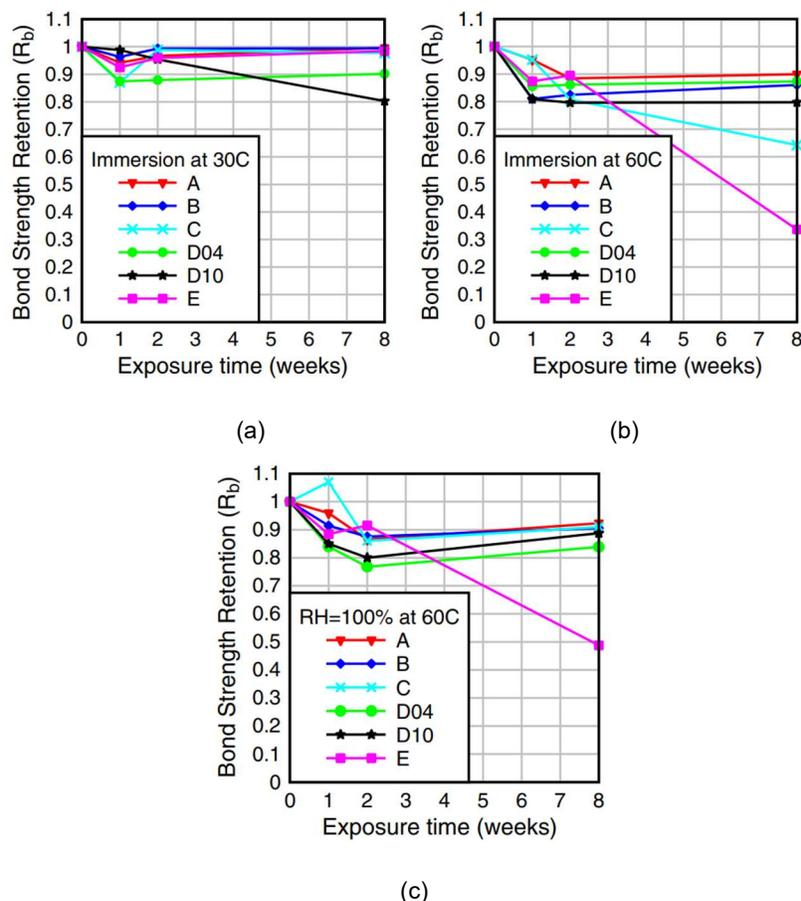 Bond Strength Retention (Rb)
1.1
1
0.9
0.8
0.7
0.6
0.5
0.4
0.3
0.2
0.1
0
Immersion at 30C
A
B
C
D04
D10
E
0 1 2 3 4 5 6 7 8
Exposure time (weeks)
(a)
Bond Strength Retention (Rb)
1.1
1
0.9
0.8
0.7
0.6
0.5
0.4
0.3
0.2
0.1
0
Immersion at 60C
A
B
C
D04
D10
E
0 1 2 3 4 5 6 7 8
Exposure time (weeks)
(b)
Bond Strength Retention (Rb)
1.1
1
0.9
0.8
0.7
0.6
0.5
0.4
0.3
0.2
0.1
0
RH=100% at 60C
A
B
C
D04
D10
E
0 1 2 3 4 5 6 7 8
Exposure time (weeks)
(c)